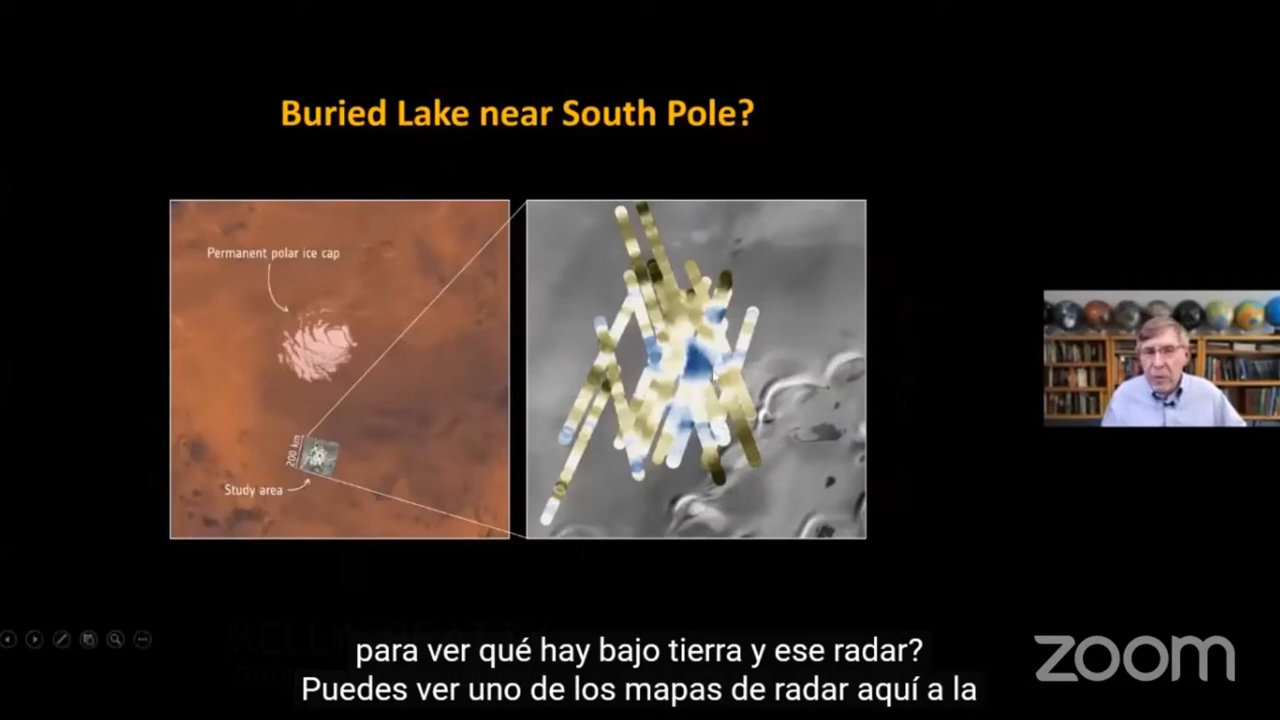 Buried Lake near South Pole?
Permanent polar ice cap
200 km
Study area
para ver qué hay bajo tierra y ese radar?
Puedes ver uno de los mapas de radar aquí a la
zoom